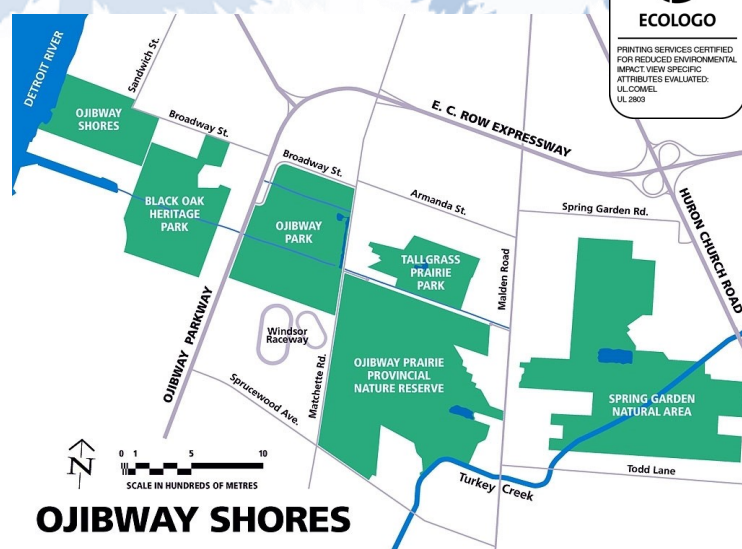 ECOLOGO
PRINTING SERVICES CERTIFIED
FOR REDUCED ENVIRONMENTAL
IMPACT. VIEW SPECIFIC
ATTRIBUTES EVALUATED:
UL.COM/EL
UL 2803
DETROIT RIVER
Sandwich St.
OJIBWAY
SHORES
Broadway St.
E. C. ROW EXPRESSWAY
Broadway St.
BLACK OAK
HERITAGE
PARK
OJIBWAY
PARK
Armanda St.
Spring Garden Rd.
HURON CHURCH ROAD
TALLGRASS
PRAIRIE
PARK
Malden Road
OJIBWAY PARKWAY
Windsor
Raceway
Matchette Rd.
OJIBWAY PRAIRIE
PROVINCIAL
NATURE RESERVE
Sprucewood Ave.
SPRING GARDEN
NATURAL AREA
Todd Lane
Turkey Creek
N
0 1 5 10
SCALE IN HUNDREDS OF METRES
OJIBWAY SHORES